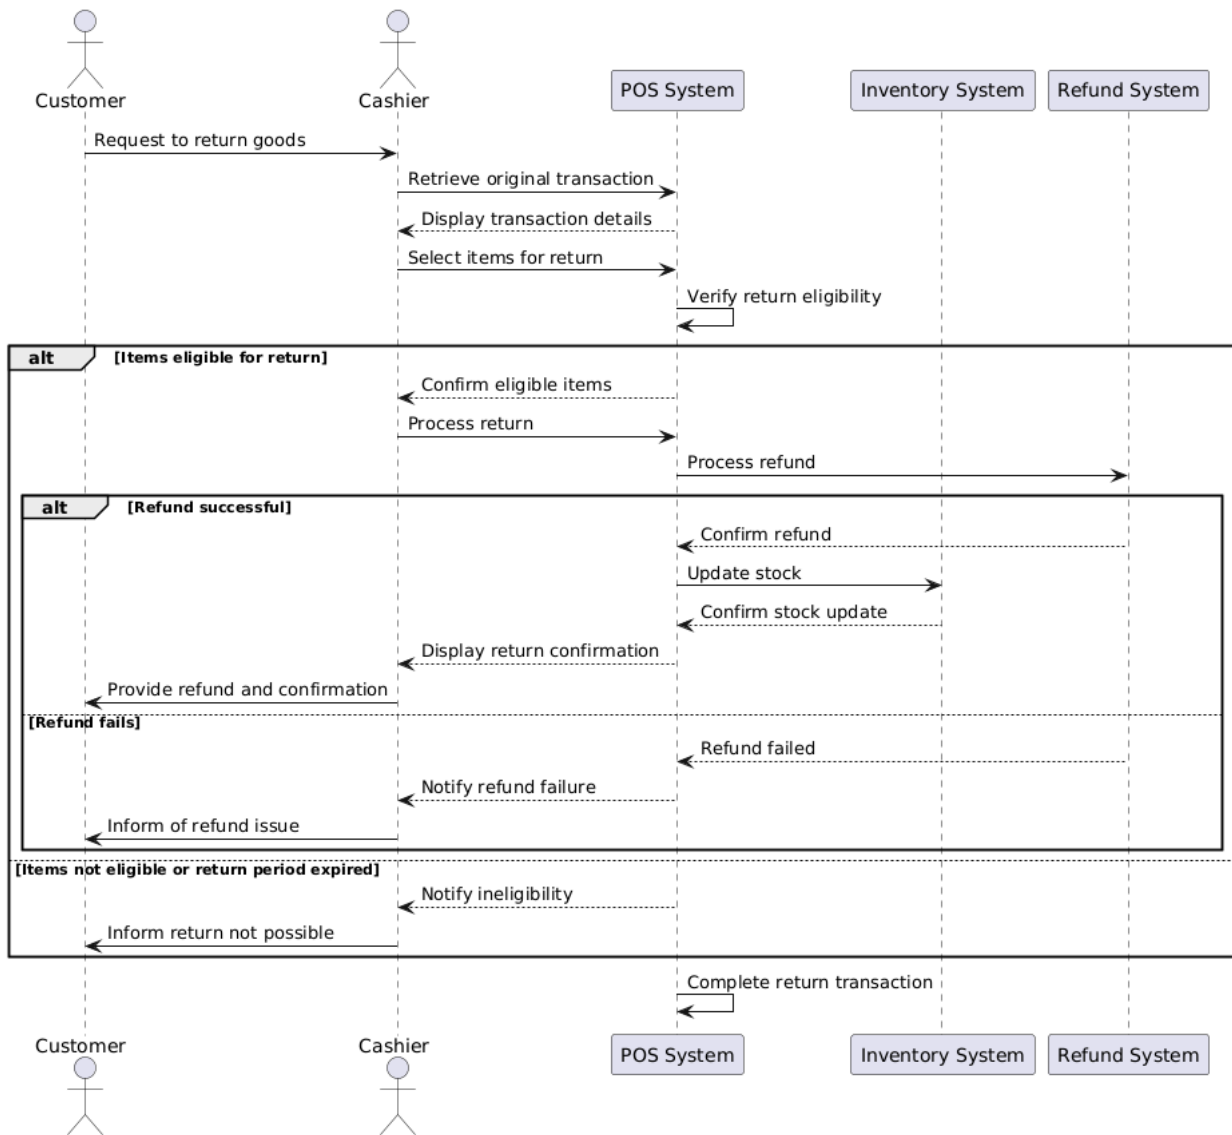 Customer
Cashier
POS System
Inventory System
Refund System
Request to return goods
Retrieve original transaction
Display transaction details
Select items for return
Verify return eligibility
alt [Items eligible for return]
Confirm eligible items
Process return
Process refund
alt [Refund successful]
Confirm refund
Update stock
Confirm stock update
Display return confirmation
Provide refund and confirmation
[Refund fails]
Refund failed
Notify refund failure
Inform of refund issue
[Items not eligible or return period expired]
Notify ineligibility
Inform return not possible
Complete return transaction
Customer
Cashier
POS System
Inventory System
Refund System